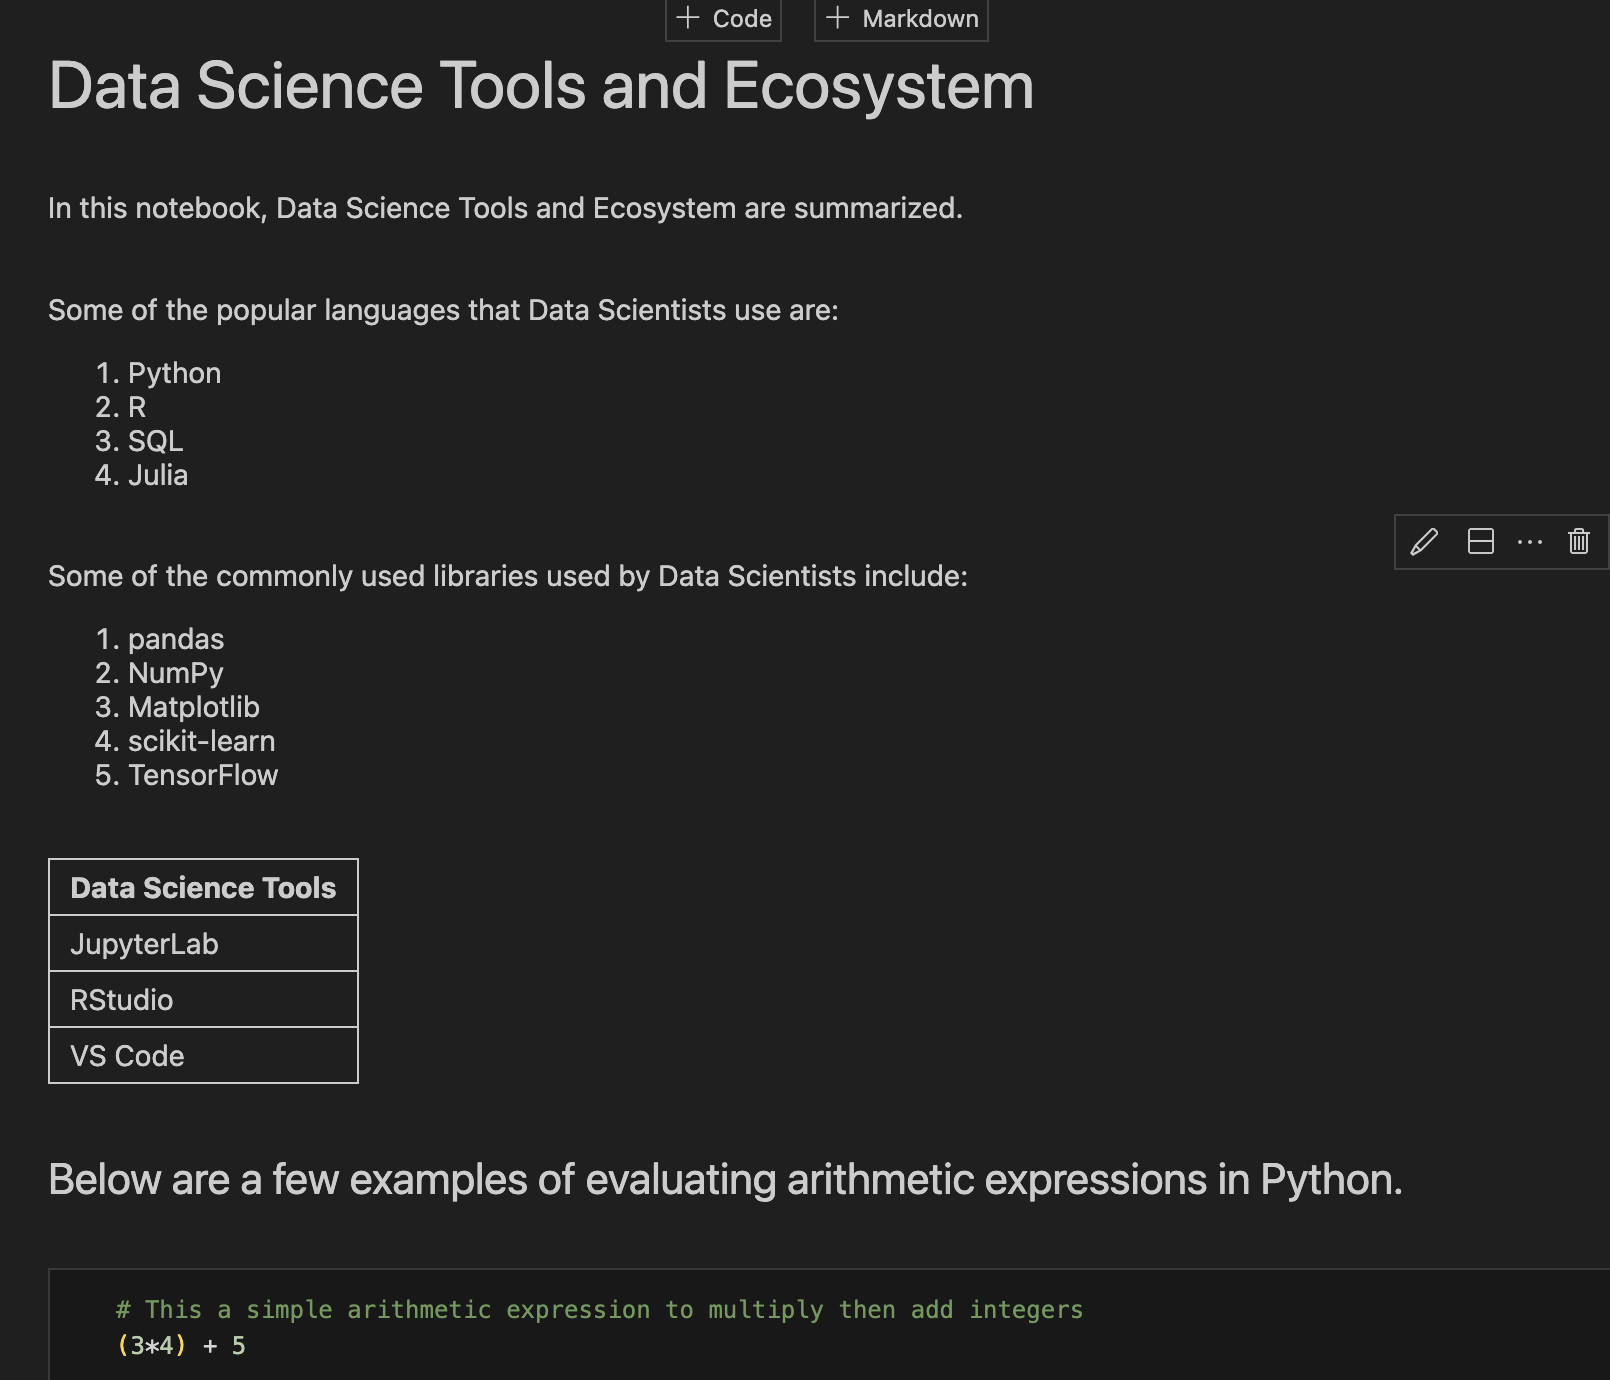 + Code + Markdown
Data Science Tools and Ecosystem
In this notebook, Data Science Tools and Ecosystem are summarized.
Some of the popular languages that Data Scientists use are:
1. Python
2. R
3. SQL
4. Julia
Some of the commonly used libraries used by Data Scientists include:
1. pandas
2. NumPy
3. Matplotlib
4. scikit-learn
5. TensorFlow
Data Science Tools
JupyterLab
RStudio
VS Code
Below are a few examples of evaluating arithmetic expressions in Python.
# This a simple arithmetic expression to multiply then add integers
(3*4) + 5